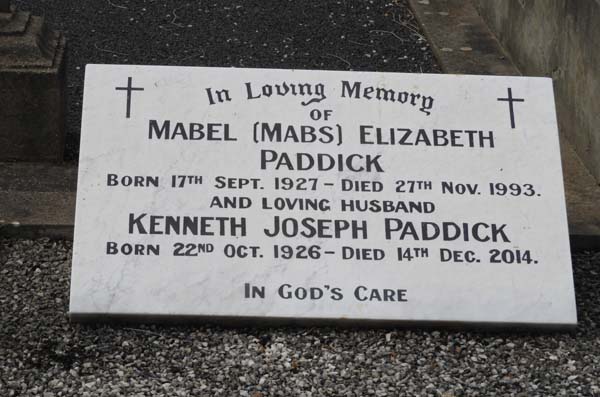 In Loving Memory
OF
MABEL (MABS) ELIZABETH
PADDICK
BORN 17TH SEPT. 1927 – DIED 27TH NOV. 1993.
AND LOVING HUSBAND
KENNETH JOSEPH PADDICK
BORN 22ND OCT. 1926 – DIED 14TH DEC. 2014.
IN GOD'S CARE